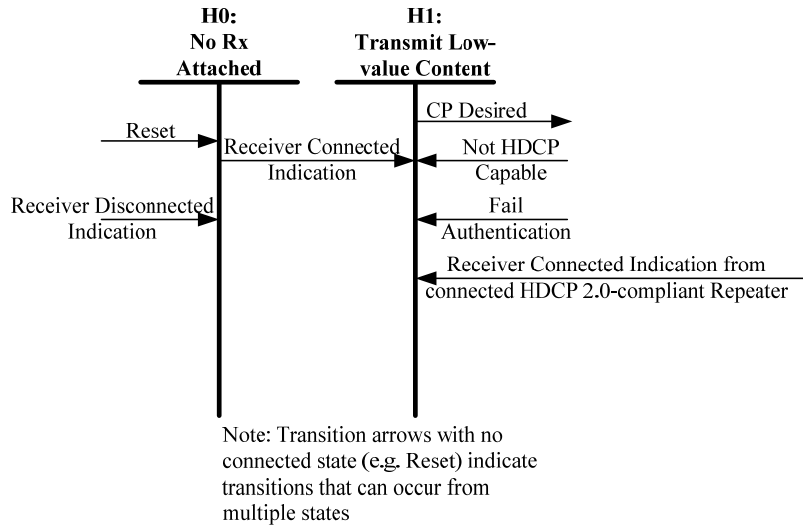 H0:
No Rx
Attached
H1:
Transmit Low-
value Content
CP Desired
Reset
Receiver Connected
Indication
Not HDCP
Capable
Receiver Disconnected
Indication
Fail
Authentication
Receiver Connected Indication from
connected HDCP 2.0-compliant Repeater
Note: Transition arrows with no
connected state (e.g. Reset) indicate
transitions that can occur from
multiple states